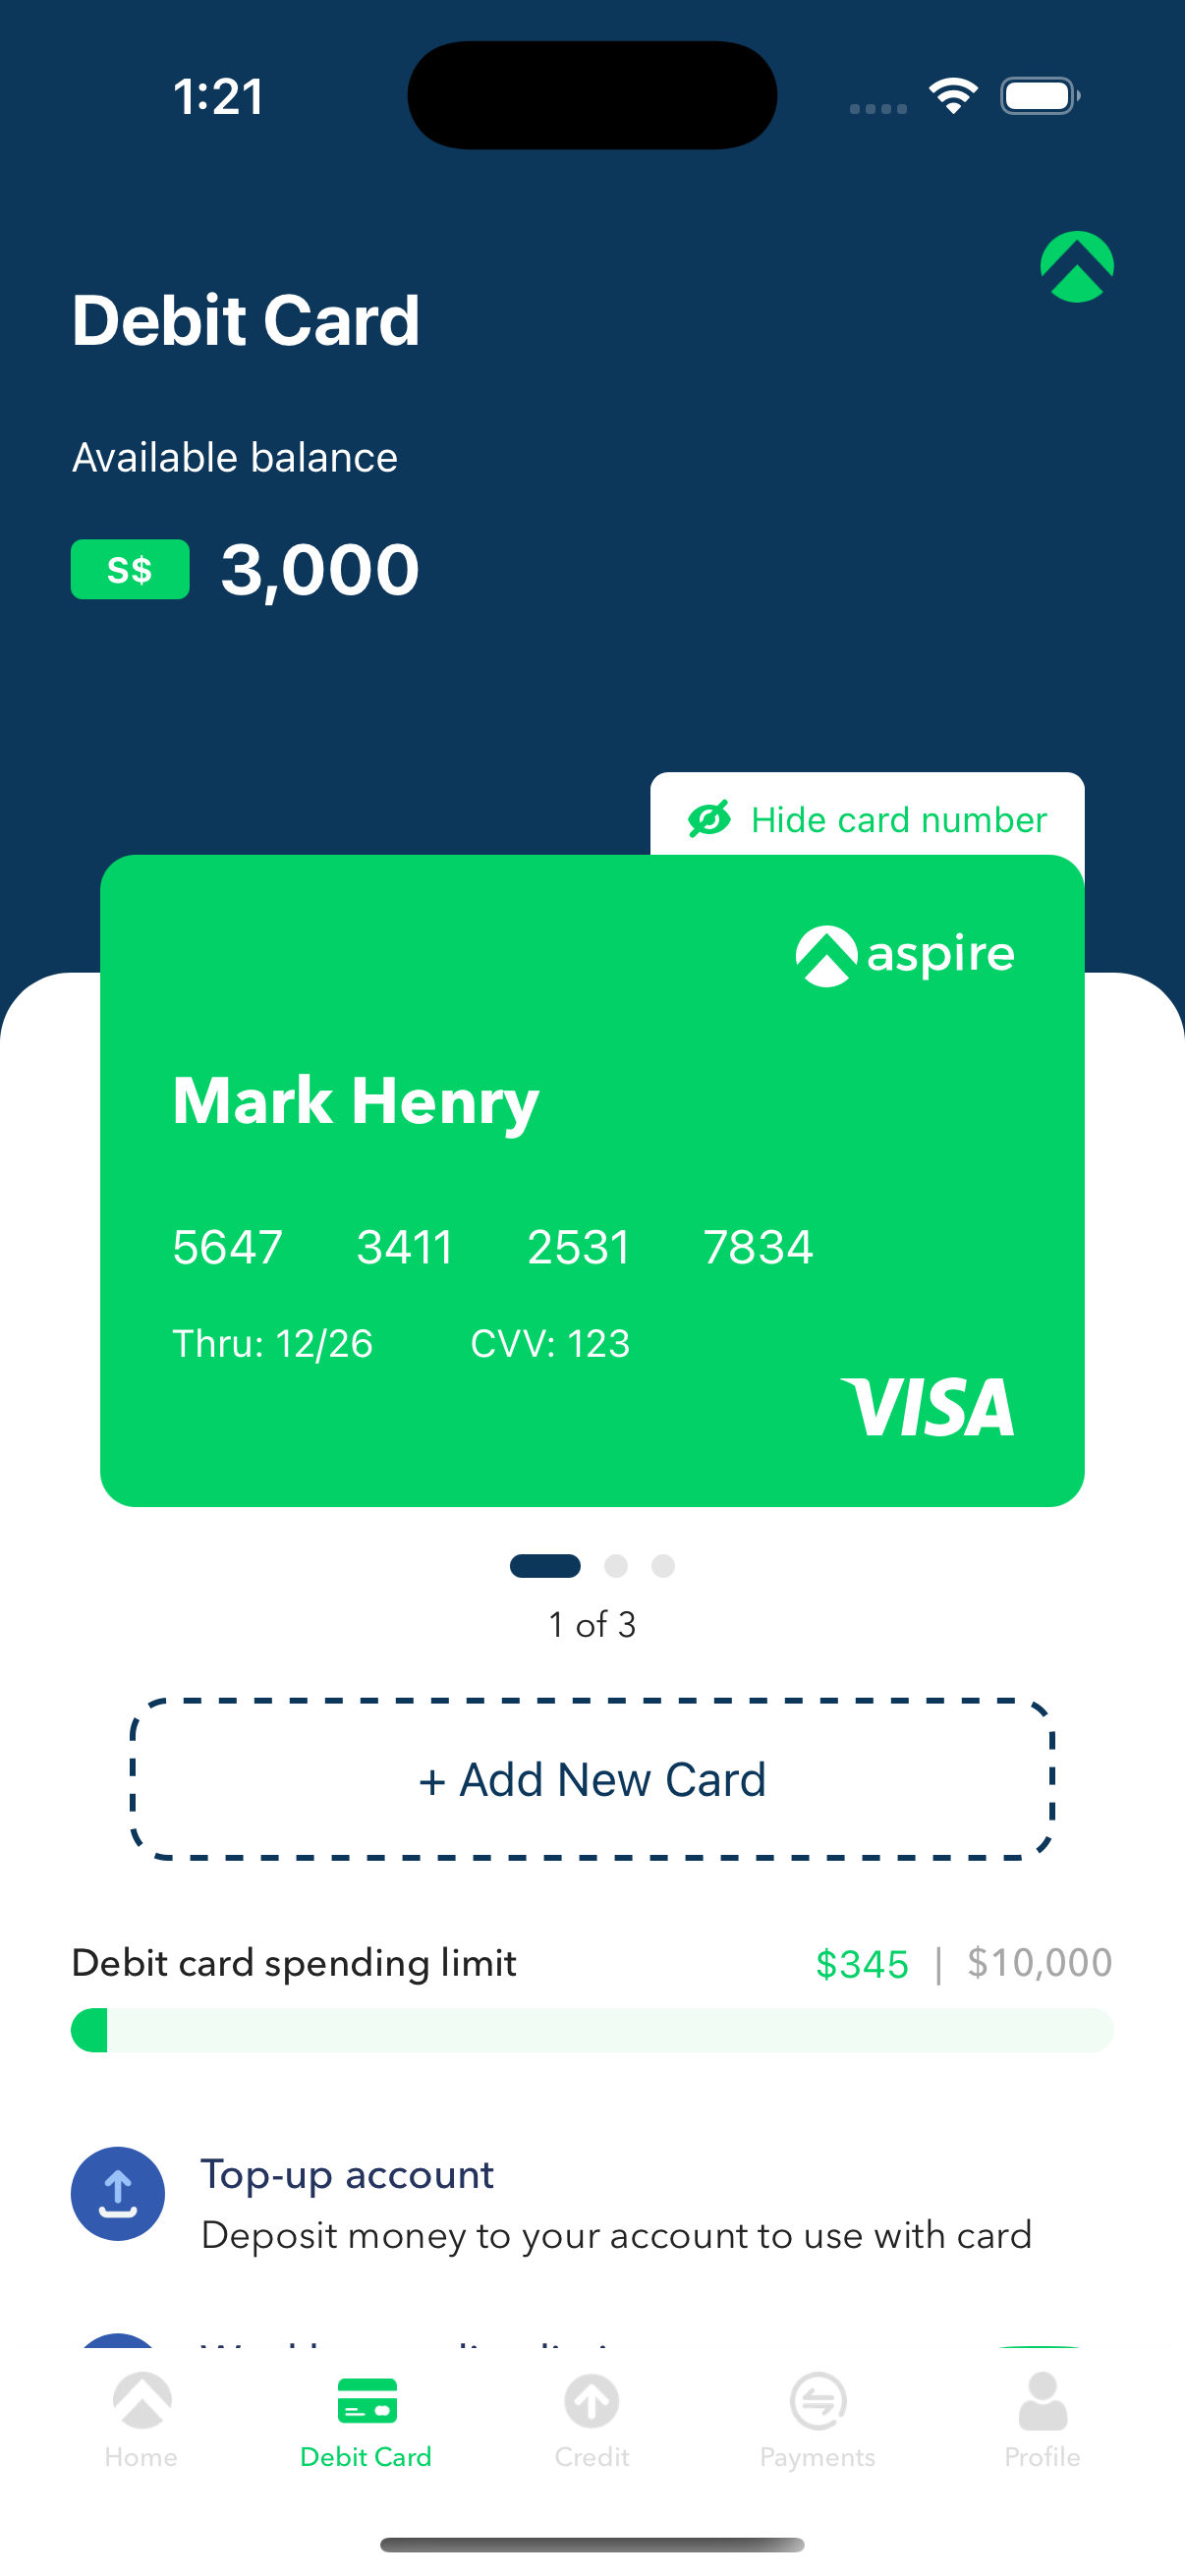 1:21
Debit Card
Available balance
S$ 3,000
Hide card number
aspire
Mark Henry
5647 3411 2531 7834
Thru: 12/26 CVV: 123
VISA
1 of 3
+ Add New Card
Debit card spending limit $345 | $10,000
Top-up account
Deposit money to your account to use with card
Home Debit Card Credit Payments Profile